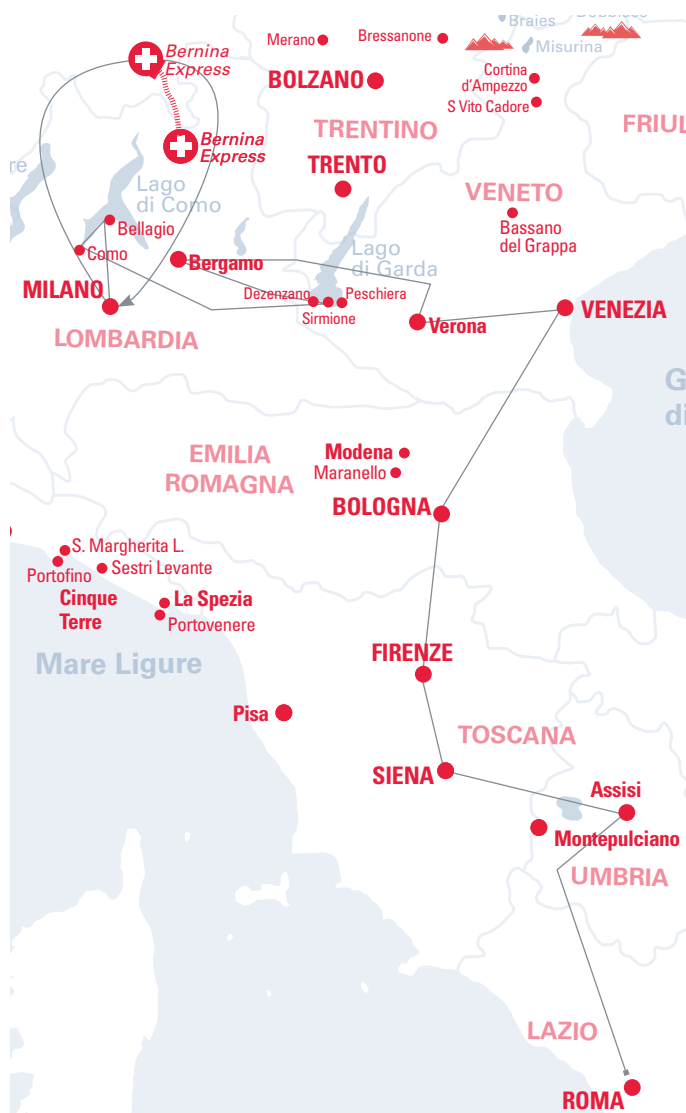 Braies
Misurina
Merano
Bressanone
Bernina
Express
BOLZANO
Cortina
d'Ampezzo
S Vito Cadore
TRENTINO
FRIUL
Bernina
Express
TRENTO
re
Lago
di Como
VENETO
Bellagio
Bassano
del Grappa
Como
Lago
di Garda
Bergamo
MILANO
Dezenzano
Peschiera
Sirmione
Verona
VENEZIA
LOMBARDIA
G
di
EMILIA
ROMAGNA
Modena
Maranello
BOLOGNA
S. Margherita L.
Portofino
Sestri Levante
Cinque
Terre
La Spezia
Portovenere
Mare Ligure
FIRENZE
Pisa
TOSCANA
SIENA
Assisi
Montepulciano
UMBRIA
LAZIO
ROMA